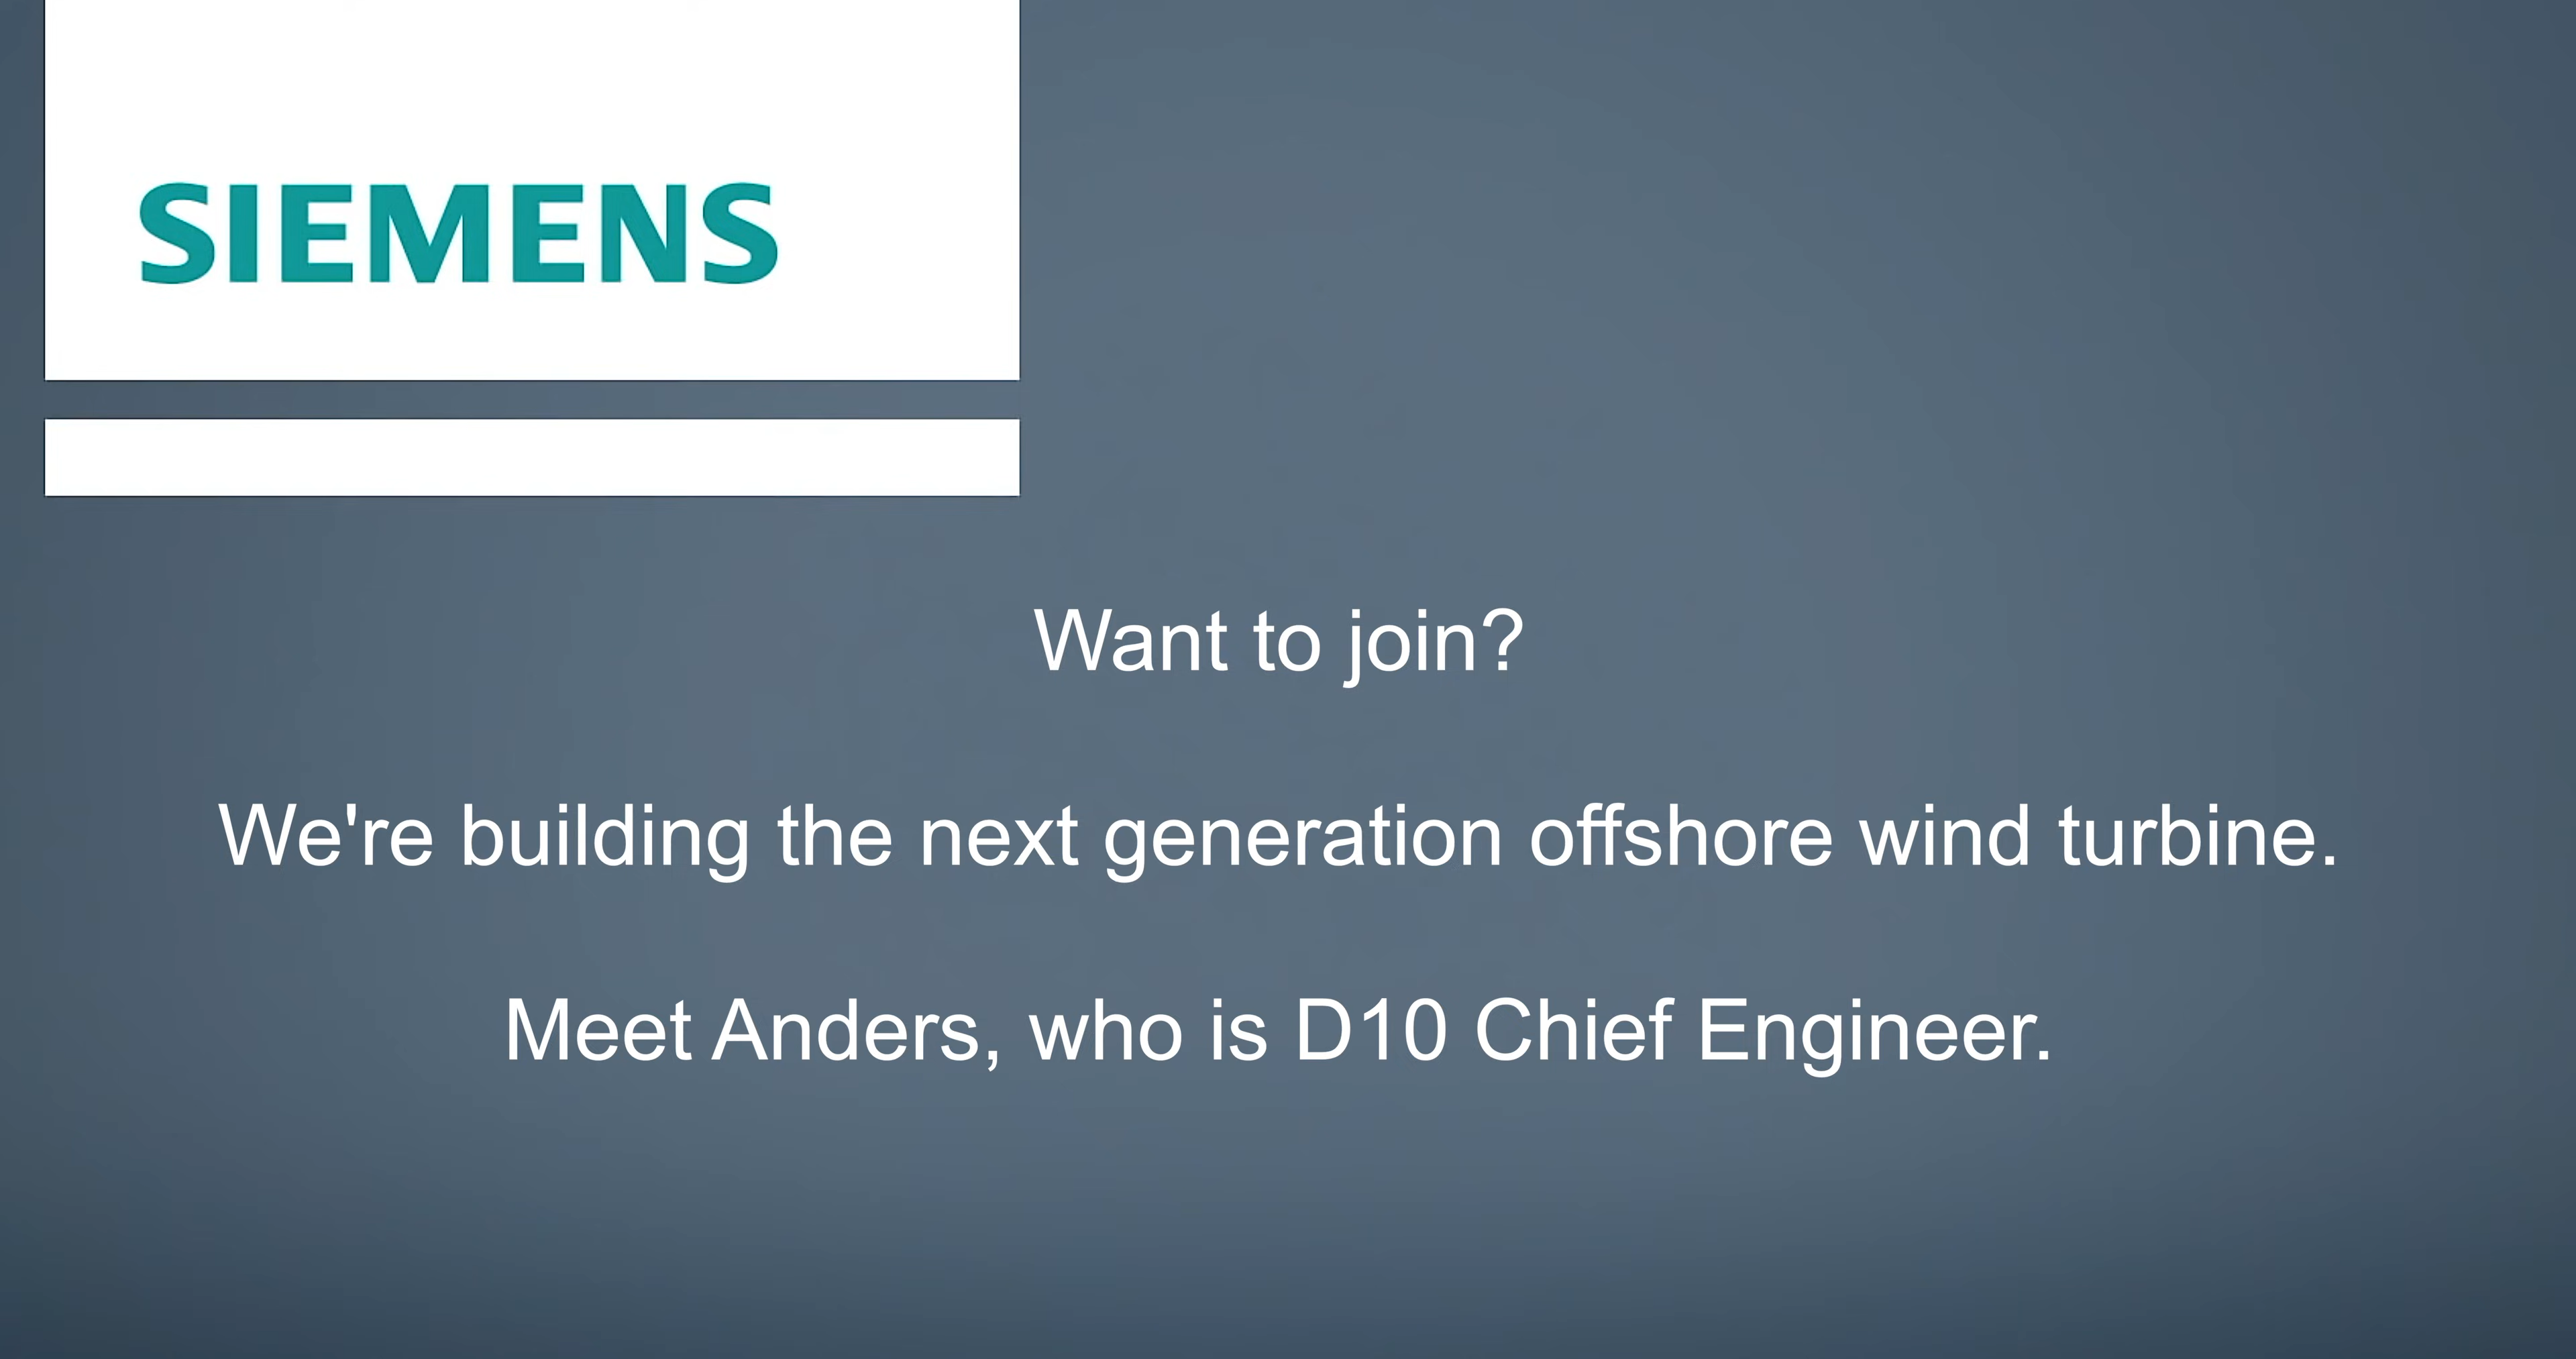 SIEMENS
Want to join?
We're building the next generation offshore wind turbine.
Meet Anders, who is D10 Chief Engineer.